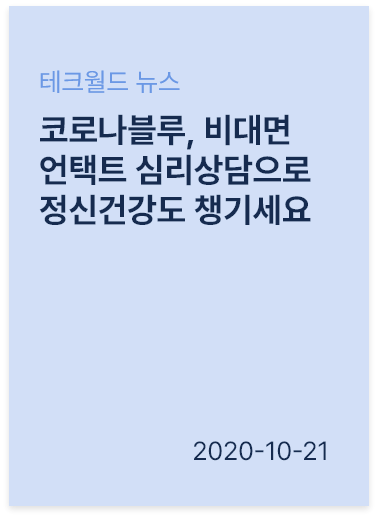 테크월드 뉴스
코로나블루, 비대면
언택트 심리상담으로
정신건강도 챙기세요
2020-10-21